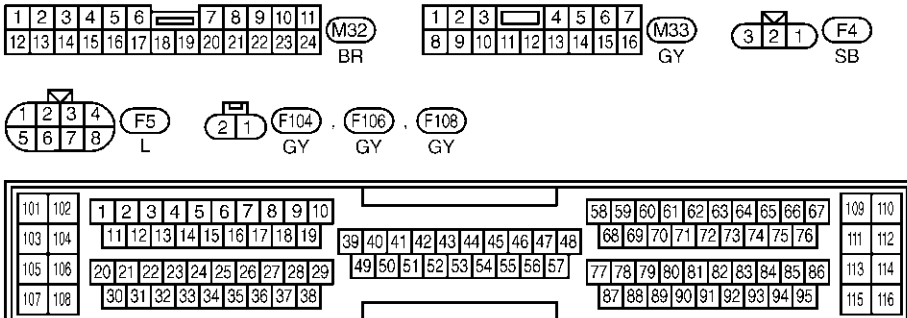 1 2 3 4 5 6 7 8 9 10 11
12 13 14 15 16 17 18 19 20 21 22 23 24
M32
BR
1 2 3 4 5 6 7
8 9 10 11 12 13 14 15 16
M33
GY
3 2 1
F4
SB
1 2 3 4
5 6 7 8
F5
L
2 1
F104 , F106 , F108
GY GY GY
101 102
103 104
105 106
107 108
1 2 3 4 5 6 7 8 9 10
11 12 13 14 15 16 17 18 19
20 21 22 23 24 25 26 27 28 29
30 31 32 33 34 35 36 37 38
39 40 41 42 43 44 45 46 47 48
49 50 51 52 53 54 55 56 57
58 59 60 61 62 63 64 65 66 67
68 69 70 71 72 73 74 75 76
77 78 79 80 81 82 83 84 85 86
87 88 89 90 91 92 93 94 95
109 110
111 112
113 114
115 116